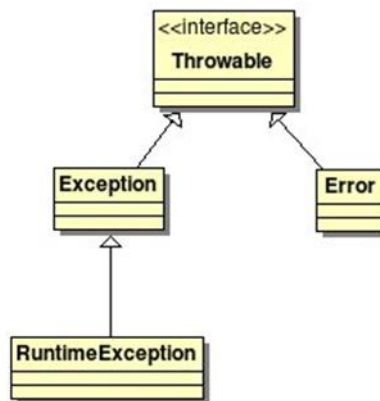 <<interface>>
Throwable
Exception
Error
RuntimeException